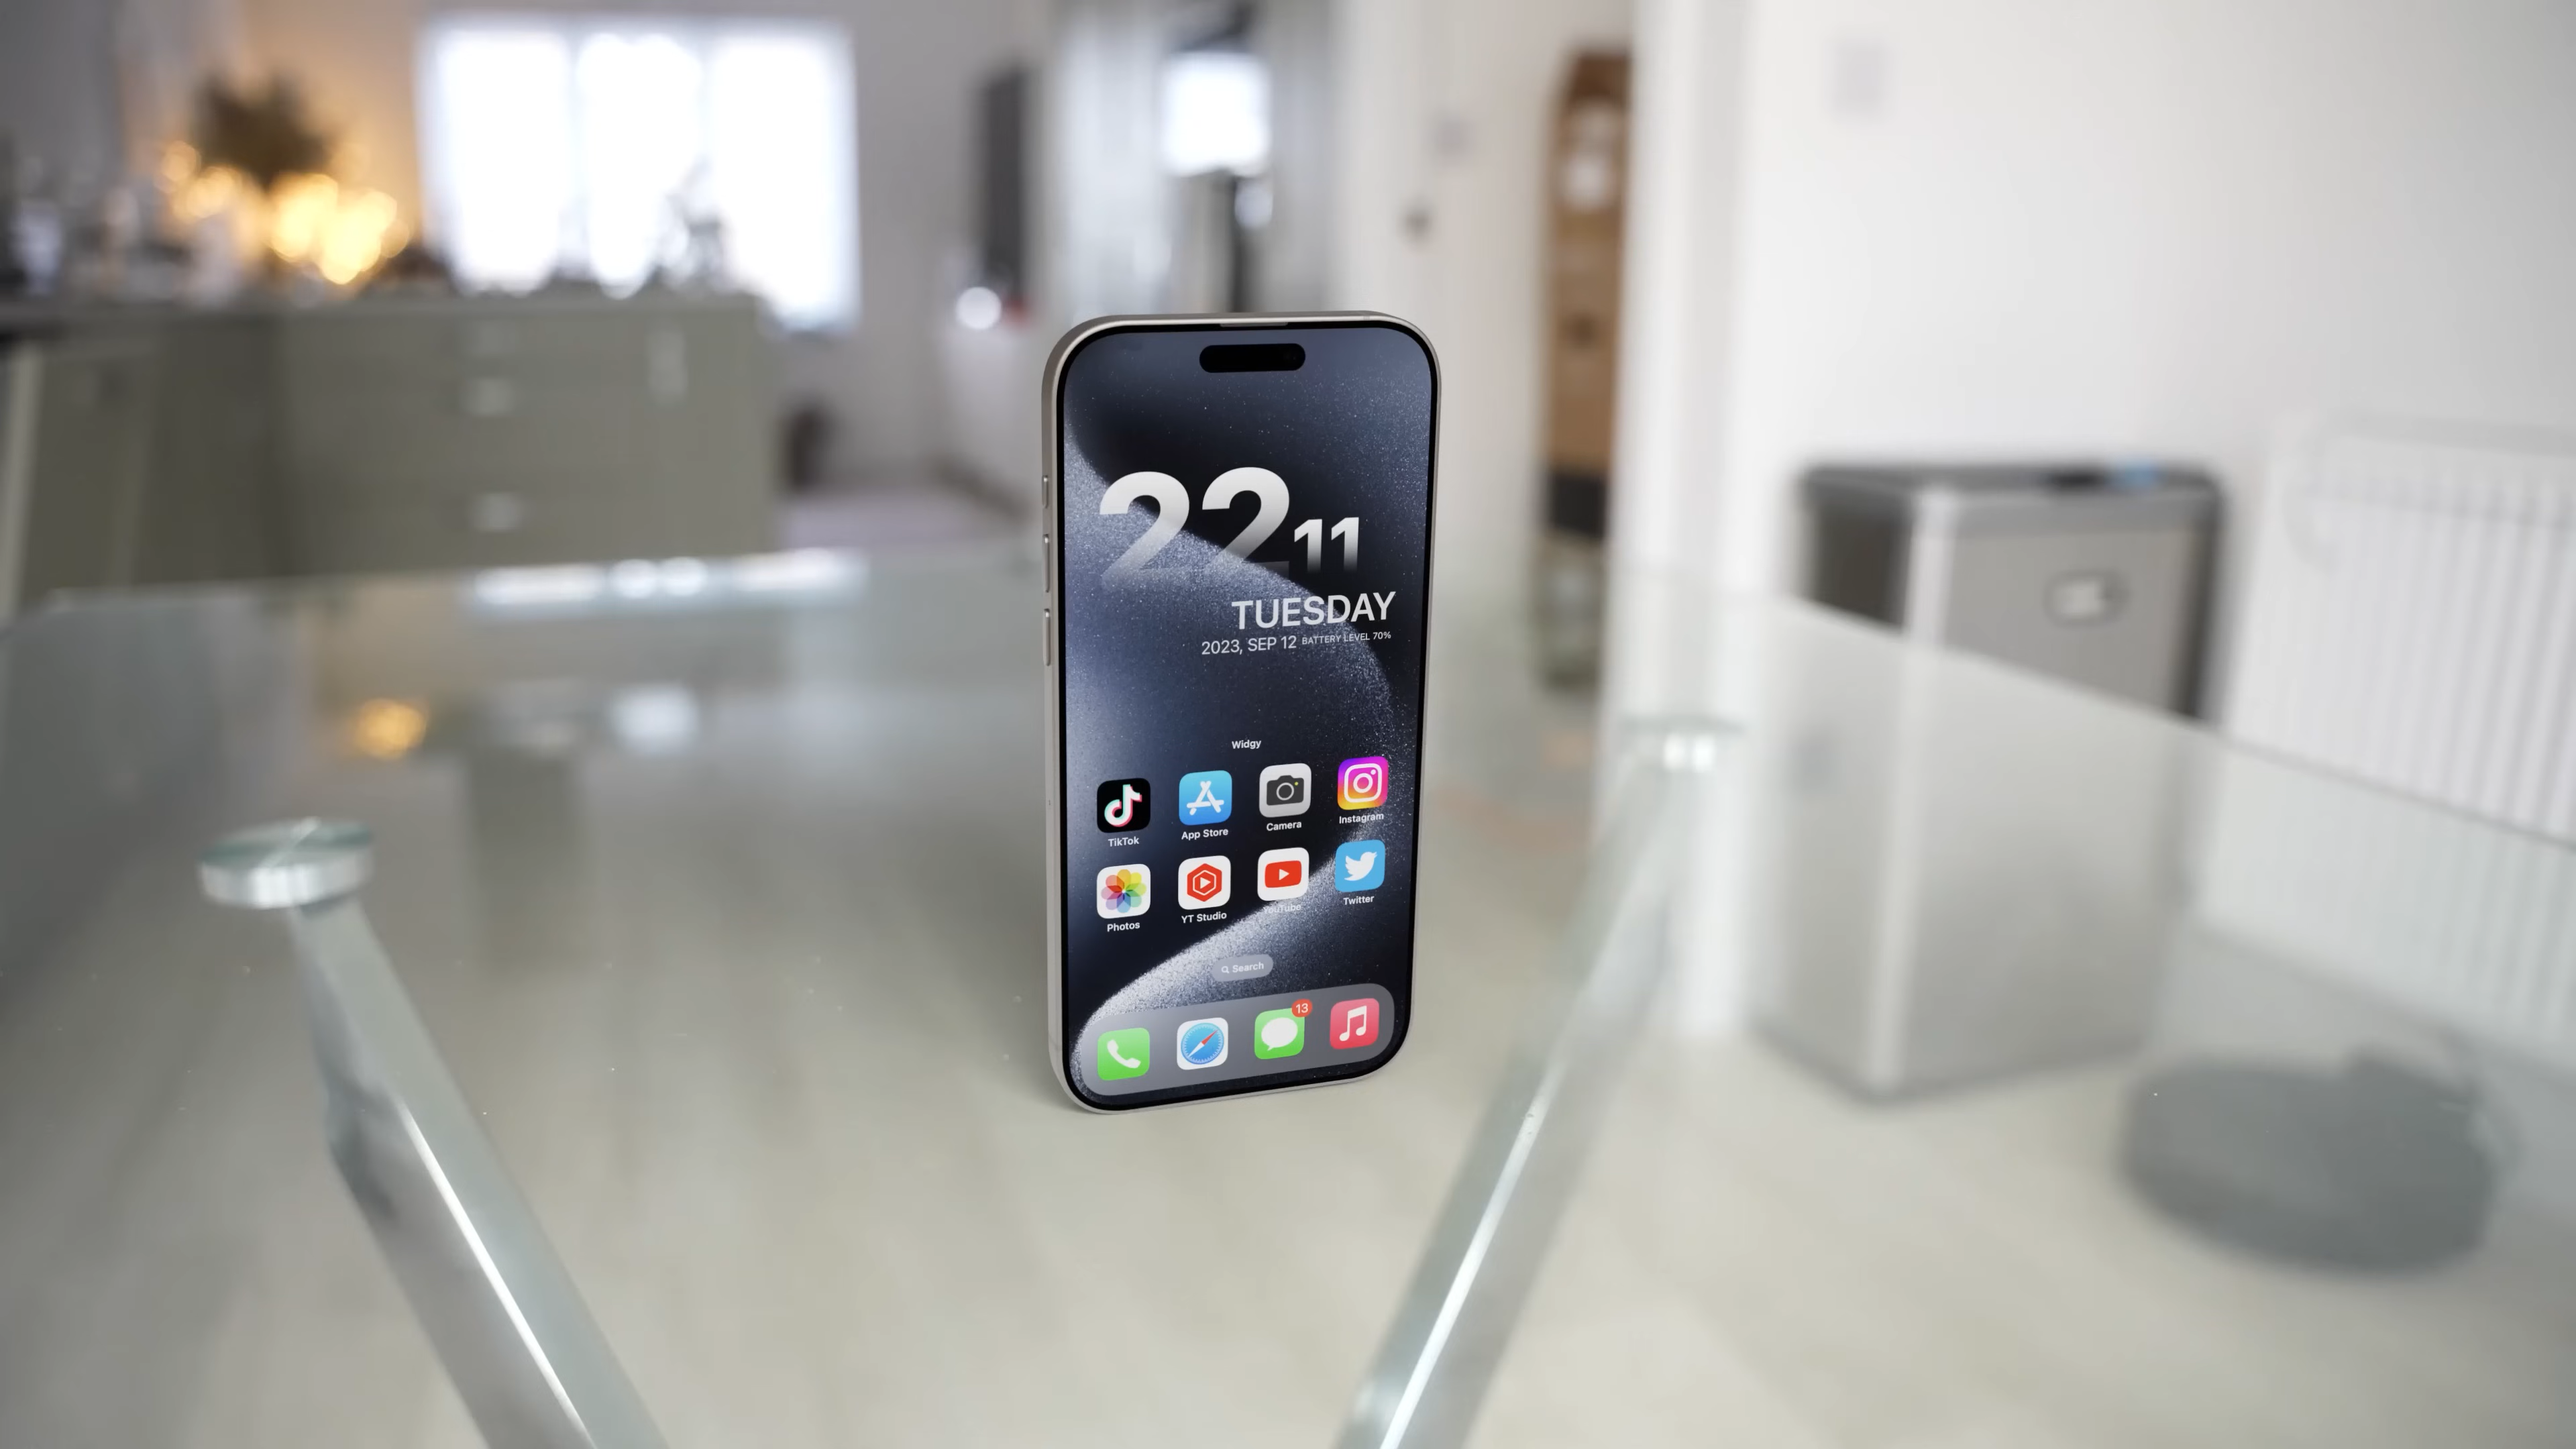 22 11
TUESDAY
2023, SEP 12 BATTERY LEVEL 70%
Widgy
TikTok App Store Camera Instagram
Photos YT Studio YouTube Twitter
Search
13